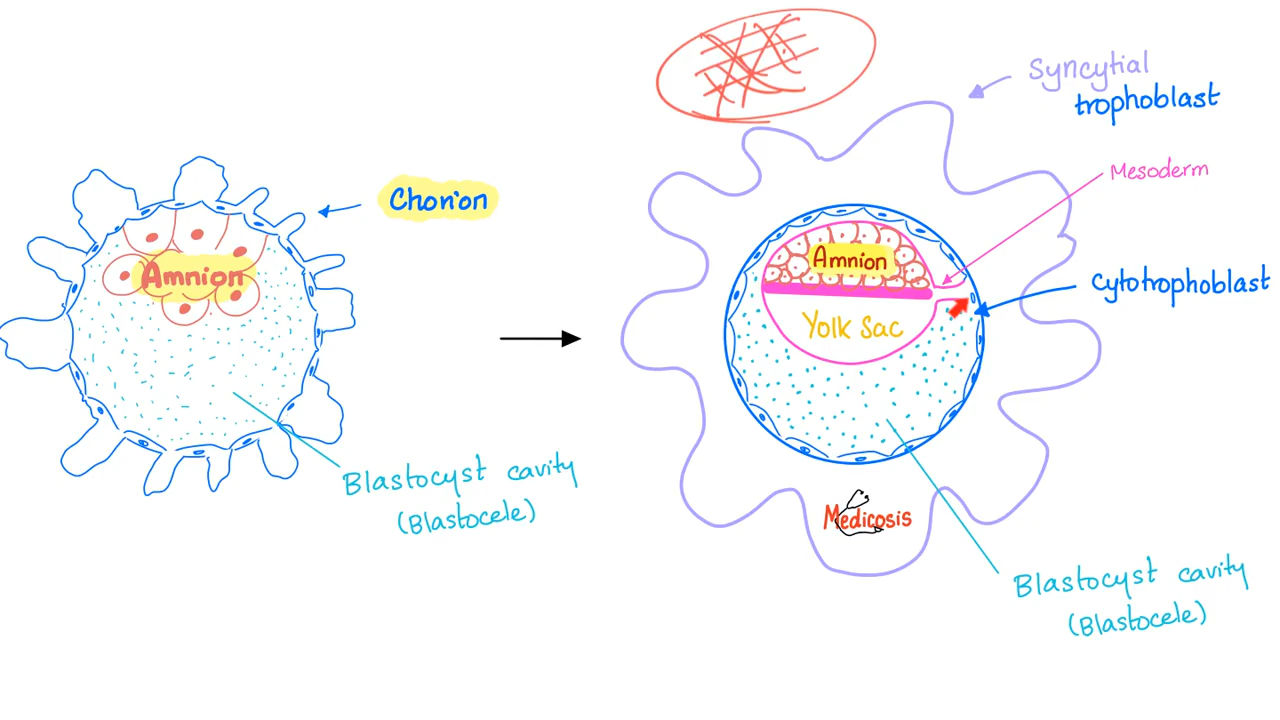 Chorion
Amnion
Blastocyst cavity
(Blastocele)
Syncytial
trophoblast
Mesoderm
Amnion
Cytotrophoblast
Yolk Sac
Medicosis
Blastocyst cavity
(Blastocele)